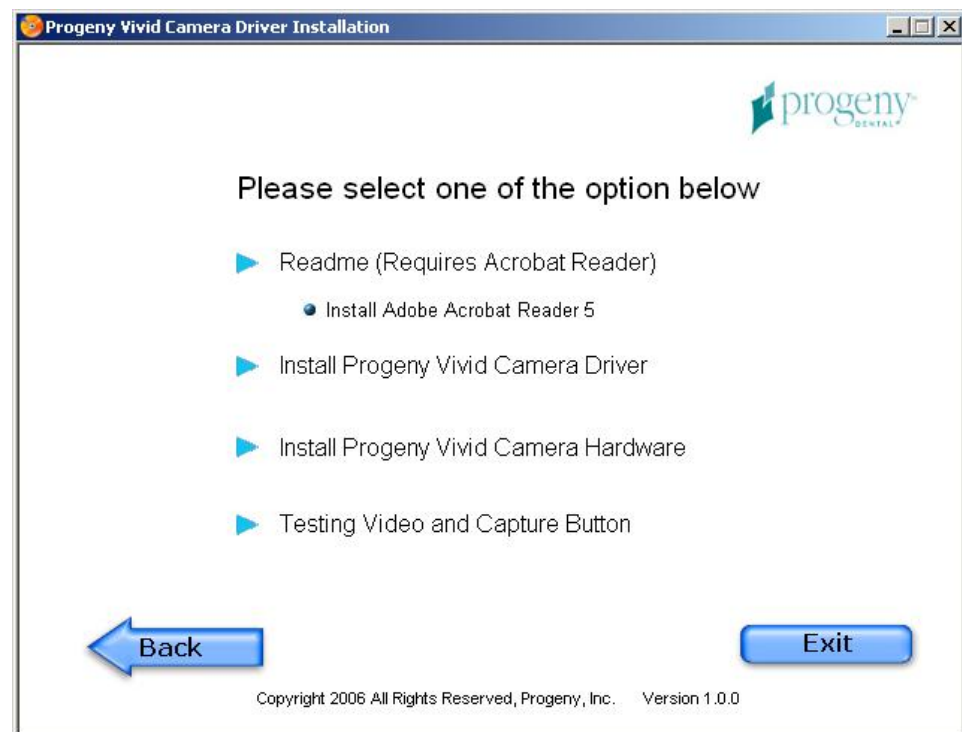 Progeny Vivid Camera Driver Installation
progeny™
DENTAL®
Please select one of the option below
Readme (Requires Acrobat Reader)
Install Adobe Acrobat Reader 5
Install Progeny Vivid Camera Driver
Install Progeny Vivid Camera Hardware
Testing Video and Capture Button
Back
Exit
Copyright 2006 All Rights Reserved, Progeny, Inc. Version 1.0.0